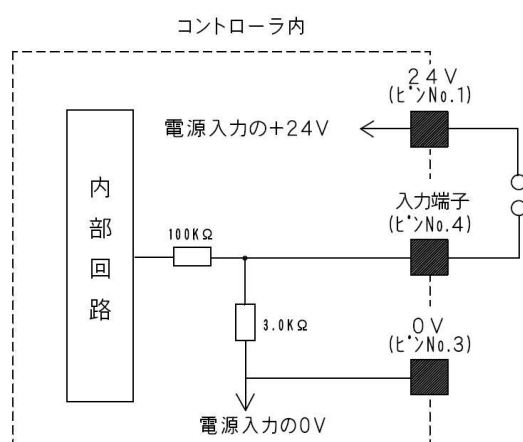 コントローラ内
24V
(ピンNo.1)
電源入力の+24V
入力端子
(ピンNo.4)
内部回路
100KΩ
3.0KΩ
0V
(ピンNo.3)
電源入力の0V